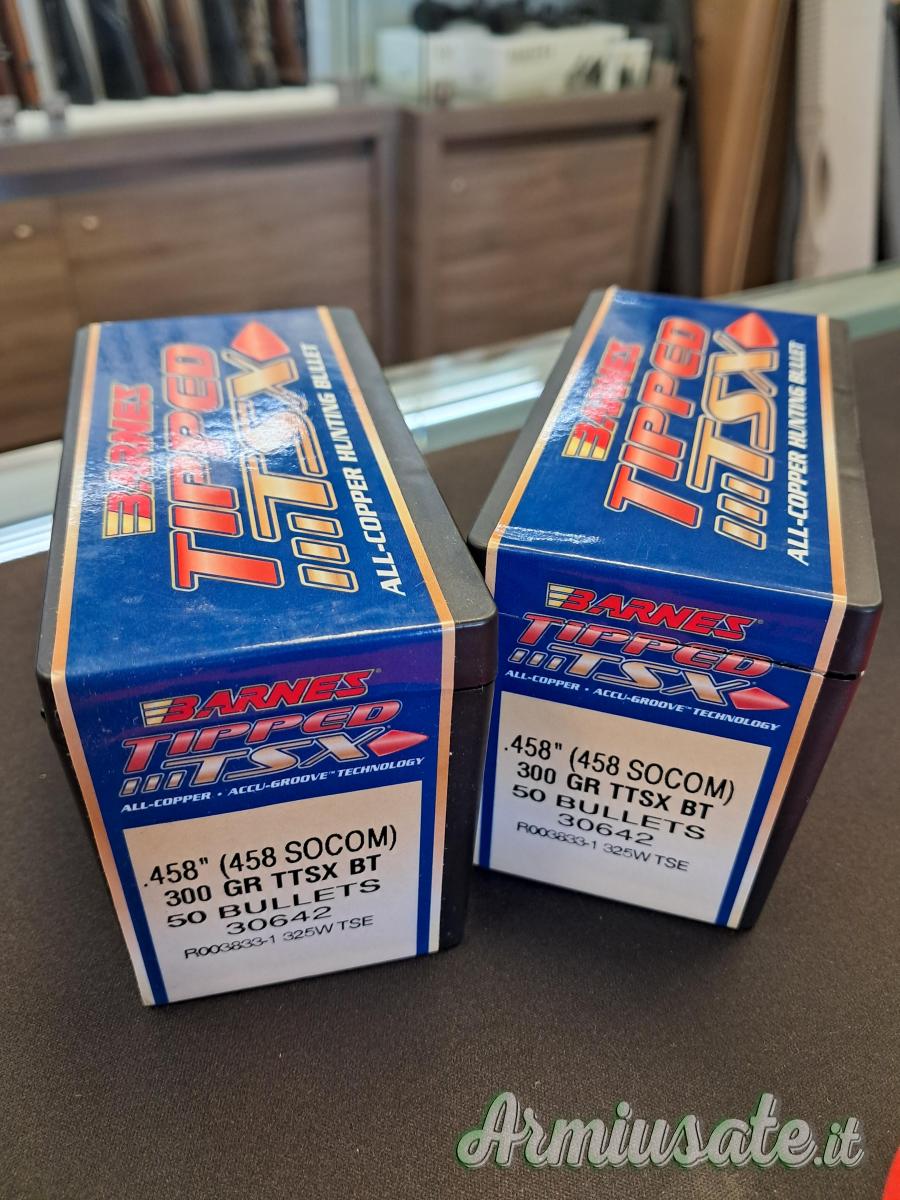 BARNES
TIPPED
TSX
ALL-COPPER HUNTING BULLET
BARNES
TIPPED
TSX
ALL-COPPER • ACCU-GROOVE™ TECHNOLOGY
.458" (458 SOCOM)
300 GR TTSX BT
50 BULLETS
30642
R003833-1 325W TSE
BARNES
TIPPED
TSX
ALL-COPPER HUNTING BULLET
BARNES®
TIPPED
TSX
ALL-COPPER • ACCU-GROOVE™ TECHNOLOGY
.458" (458 SOCOM)
300 GR TTSX BT
50 BULLETS
30642
R003833-1 325W TSE
Armiusate.it